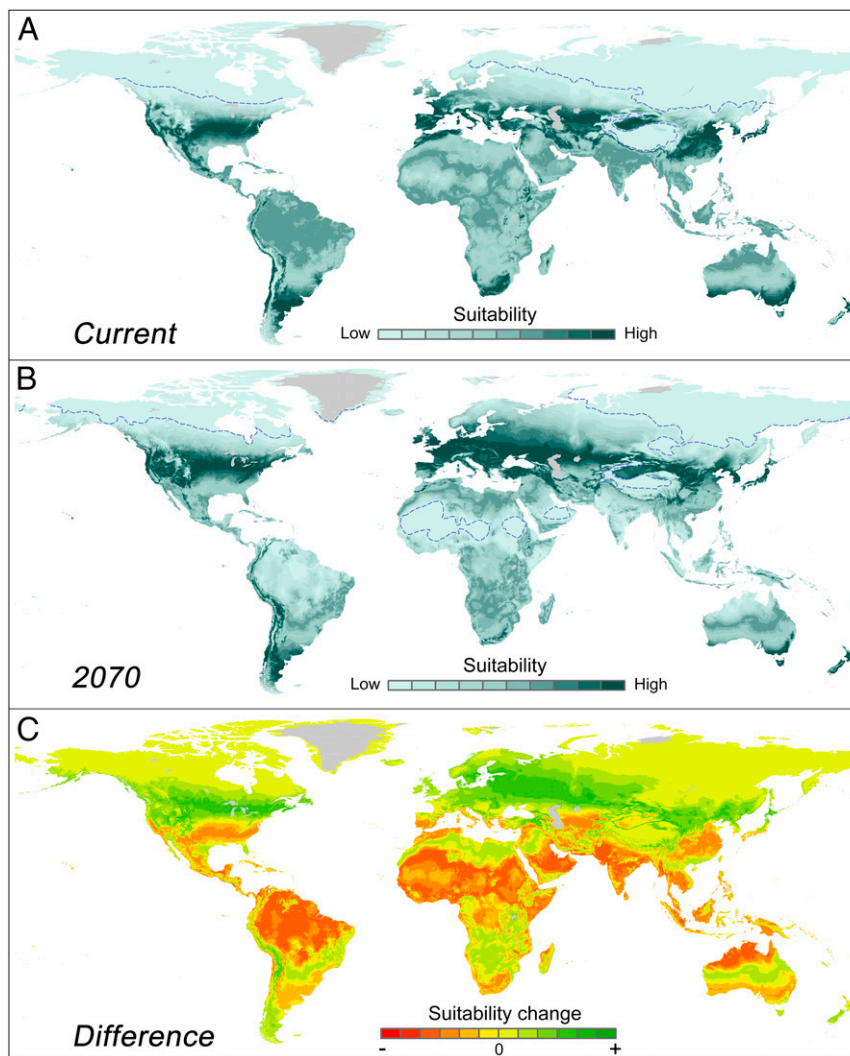 A
Current
Suitability
Low High
B
2070
Suitability
Low High
C
Difference
Suitability change
- 0 +